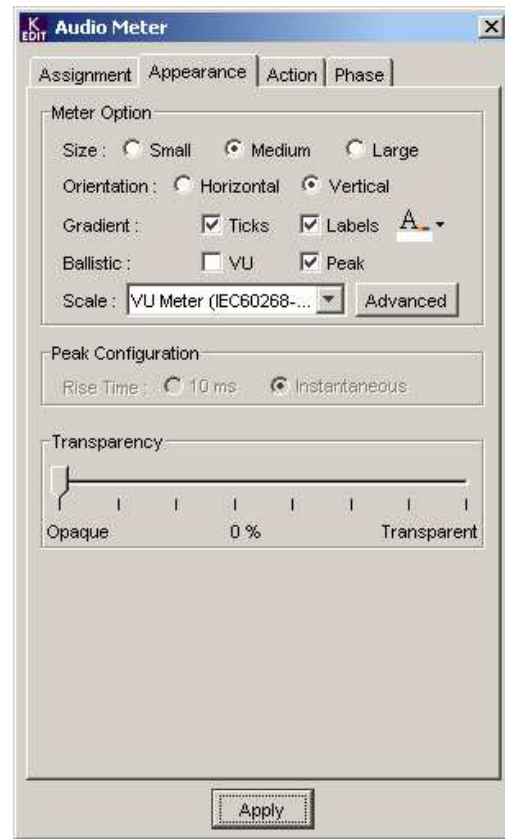 K EDIT Audio Meter
Assignment Appearance Action Phase
Meter Option
Size : Small Medium Large
Orientation : Horizontal Vertical
Gradient : Ticks Labels A
Ballistic : VU Peak
Scale : VU Meter (IEC60268-... Advanced
Peak Configuration
Rise Time : 10 ms Instantaneous
Transparency
Opaque 0 % Transparent
Apply